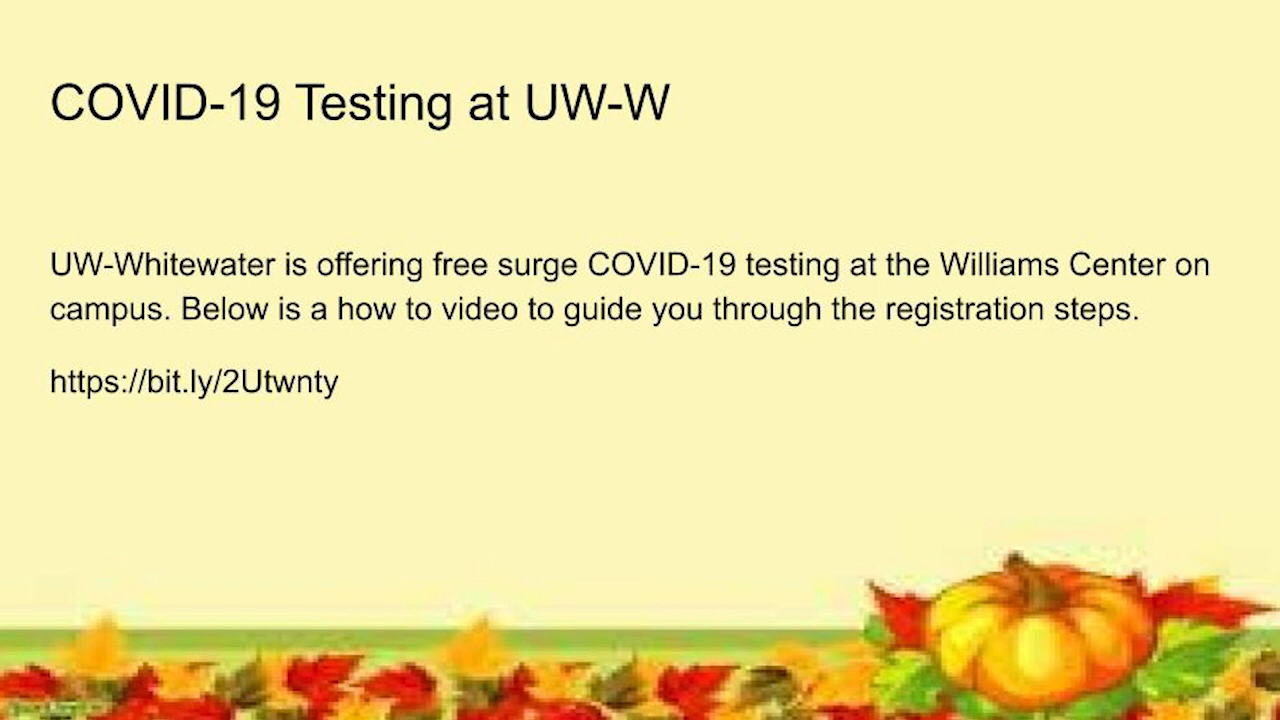 COVID-19 Testing at UW-W
UW-Whitewater is offering free surge COVID-19 testing at the Williams Center on
campus. Below is a how to video to guide you through the registration steps.
https://bit.ly/2Utwnty